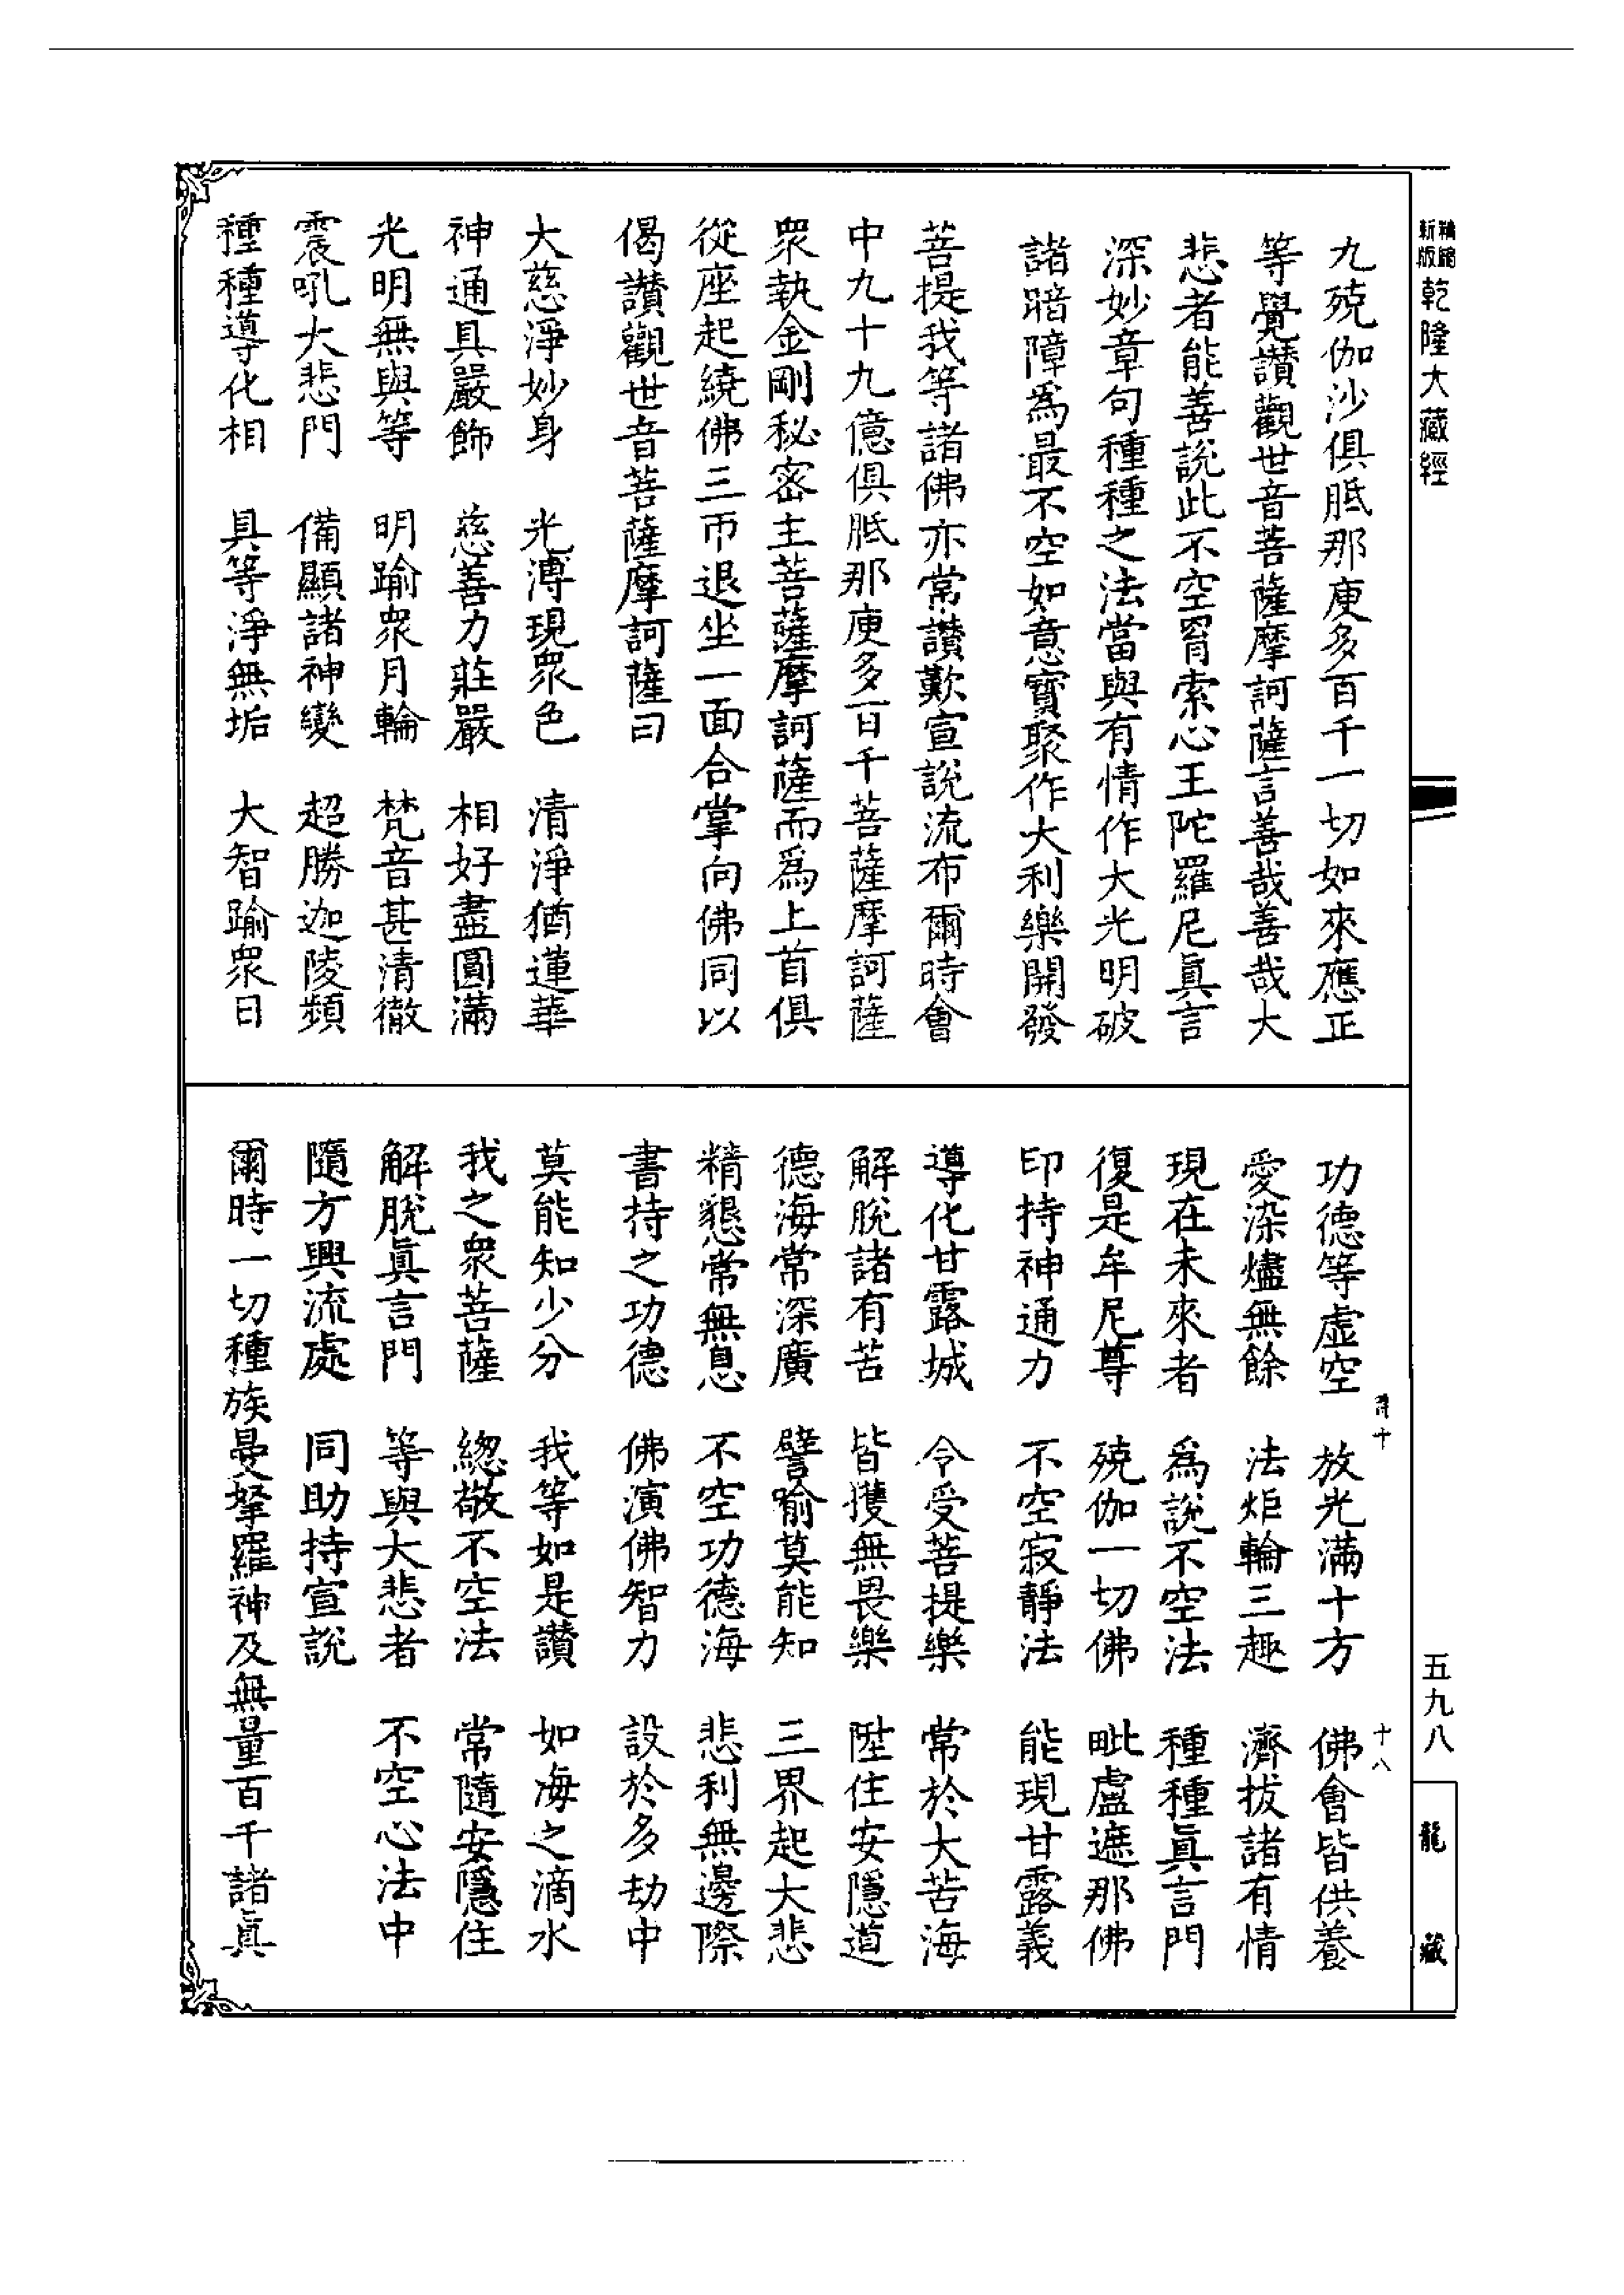 精縮
新版
乾隆大藏經
九殑伽沙俱胝那庾多百千一切如來應正
等覺讚觀世音菩薩摩訶薩言善哉善哉大
悲者能善說此不空罥索心王陀羅尼眞言
深妙章句種種之法當與有情作大光明破
諸暗障爲最不空如意寶聚作大利樂開發
菩提我等諸佛亦常讚歎宣說流布爾時會
中九十九億俱胝那庾多百千菩薩摩訶薩
眾執金剛秘密主菩薩摩訶薩而爲上首俱
從座起繞佛三帀退坐一面合掌向佛同以
偈讚觀世音菩薩摩訶薩曰
大慈淨妙身 光溥現眾色 清淨猶蓮華
神通具嚴飾 慈善力莊嚴 相好盡圓滿
光明無與等 明踰眾月輪 梵音甚清徹
震吼大悲門 備顯諸神變 超勝迦陵頻
種種導化相 具等淨無垢 大智踰眾日
功德等虛空 放光滿十方 佛會皆供養
愛染燼無餘 法炬輪三趣 濟拔諸有情
現在未來者 爲說不空法 種種眞言門
復是牟尼尊 殑伽一切佛 毗盧遮那佛
印持神通力 不空寂靜法 能現甘露義
導化甘露城 令受菩提樂 常於大苦海
解脫諸有苦 皆獲無畏樂 陞住安隱道
德海常深廣 譬喻莫能知 三界起大悲
精懇常無息 不空功德海 悲利無邊際
書持之功德 佛演佛智力 設於多劫中
莫能知少分 我等如是讚 如海之滴水
我之眾菩薩 總敬不空法 常隨安隱住
解脫眞言門 等與大悲者 不空心法中
隨方興流處 同助持宣說
爾時一切種族曼拏羅神及無量百千諸眞
十
十八
五九八
龍藏